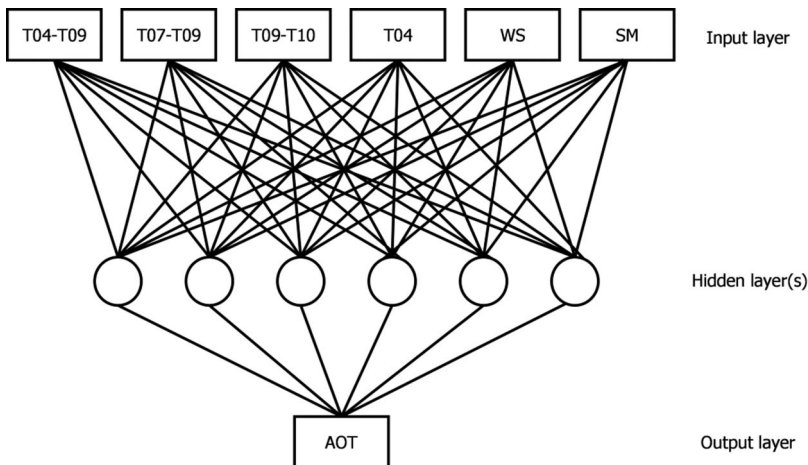 T04-T09 T07-T09 T09-T10 T04 WS SM Input layer
Hidden layer(s)
AOT
Output layer